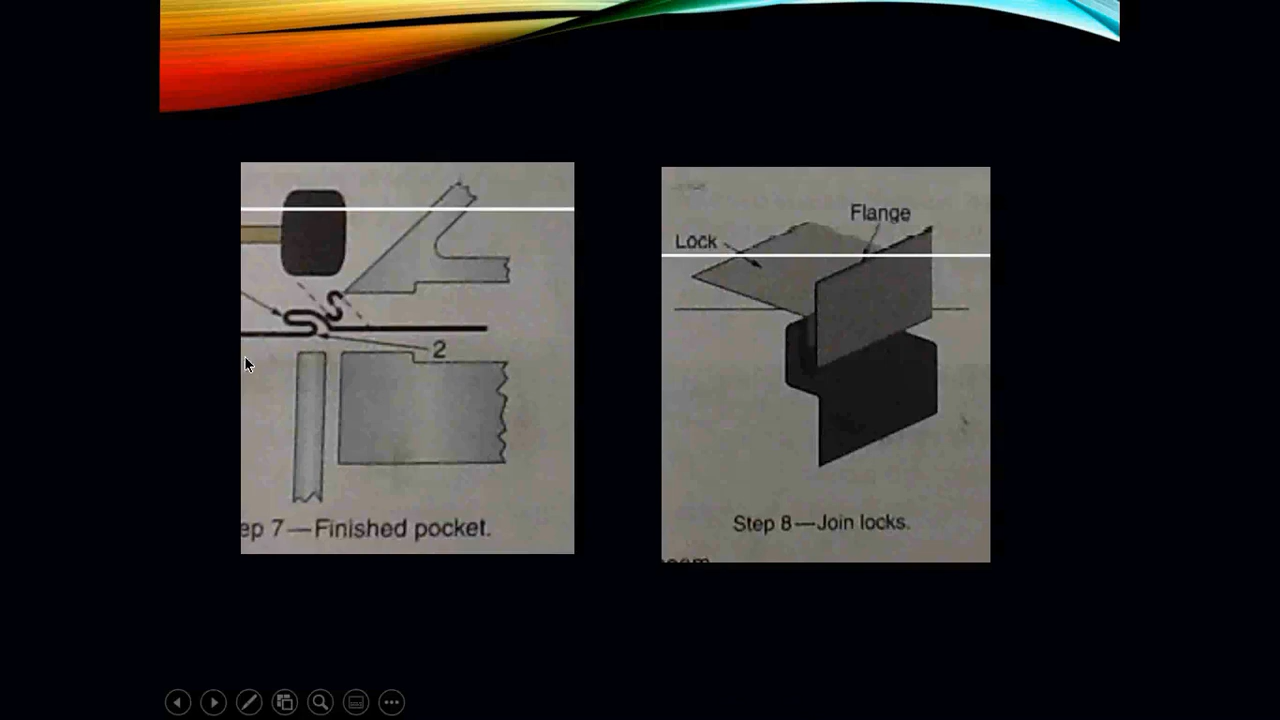 2
ep 7—Finished pocket.
Lock
Flange
Step 8—Join locks.